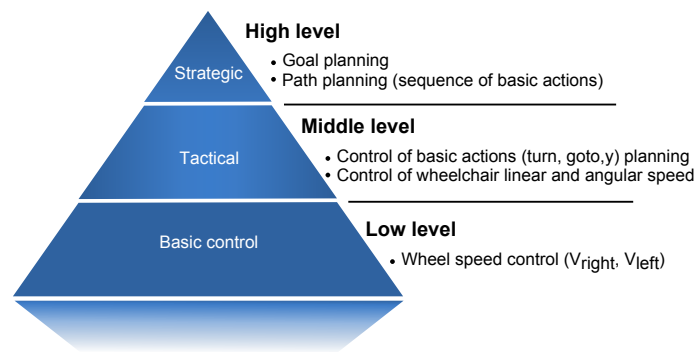 High level
• Goal planning
• Path planning (sequence of basic actions)
Strategic
Middle level
• Control of basic actions (turn, goto,y) planning
• Control of wheelchair linear and angular speed
Tactical
Low level
• Wheel speed control (Vright, Vleft)
Basic control